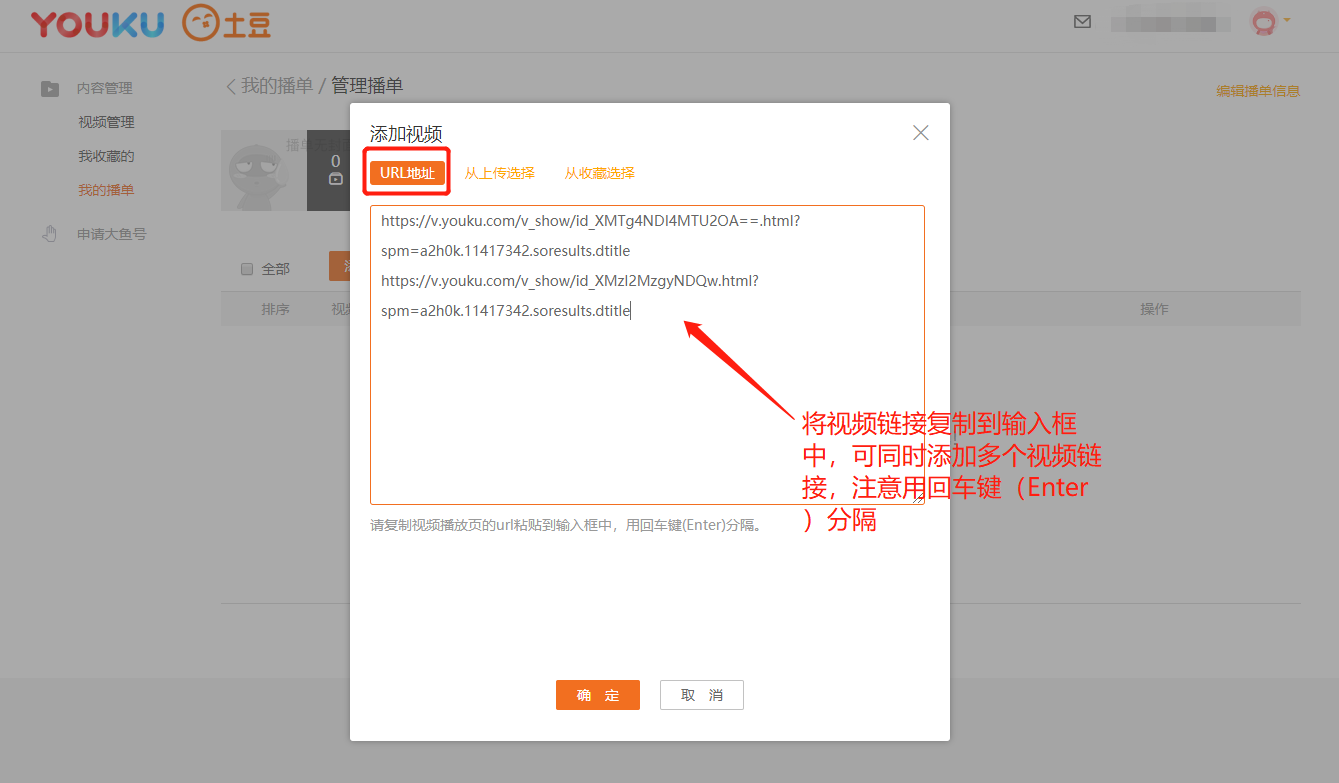 YOUKU 土豆
内容管理
视频管理
我收藏的
我的播单
申请大鱼号
我的播单 / 管理播单
编辑播单信息
播单
0
全部
排序
操作
添加视频
URL地址 从上传选择 从收藏选择
https://v.youku.com/v_show/id_XMTg4NDI4MTU2OA==.html?
spm=a2h0k.11417342.soresults.dtitle
https://v.youku.com/v_show/id_XMzI2MzgyNDQw.html?
spm=a2h0k.11417342.soresults.dtitle
将视频链接复制到输入框
中，可同时添加多个视频链
接，注意用回车键（Enter
）分隔
请复制视频播放页的url粘贴到输入框中，用回车键(Enter)分隔。
确 定 取 消